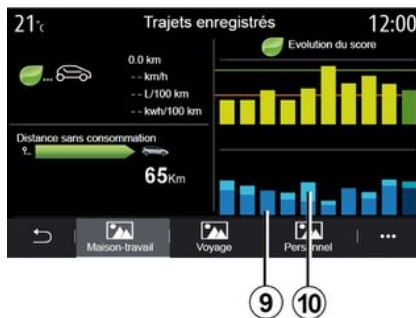 21°c
Trajets enregistrés
12:00
Evolution du score
0.0 km
-- km/h
-- L/100 km
-- kwh/100 km
Distance sans consommation
65Km
Maison-travail
Voyage
Personnel
9
10